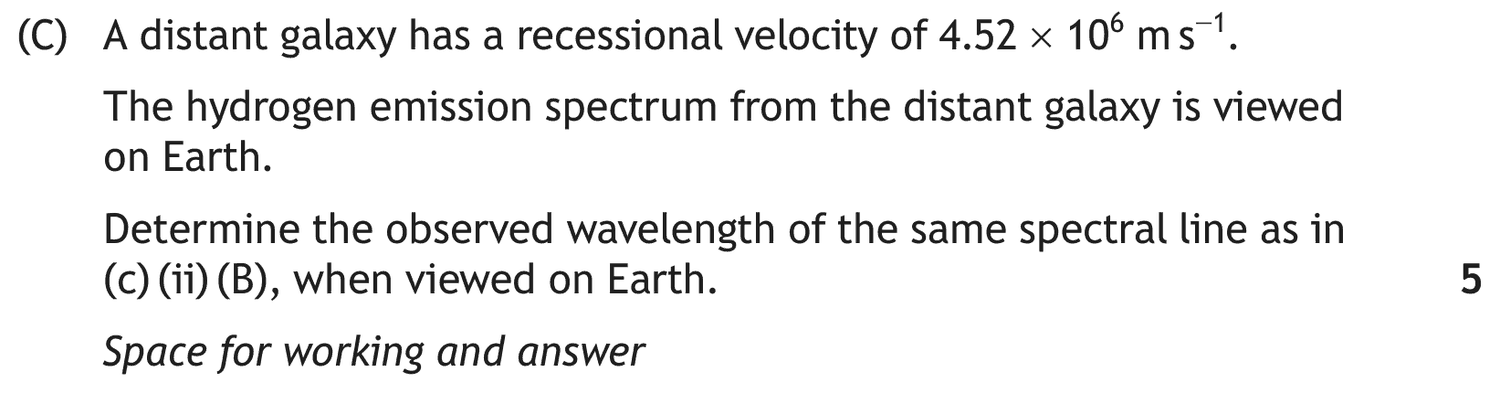 (C) A distant galaxy has a recessional velocity of 4.52 × 10⁶ m s⁻¹.
The hydrogen emission spectrum from the distant galaxy is viewed
on Earth.
Determine the observed wavelength of the same spectral line as in
(c) (ii) (B), when viewed on Earth. 5
Space for working and answer